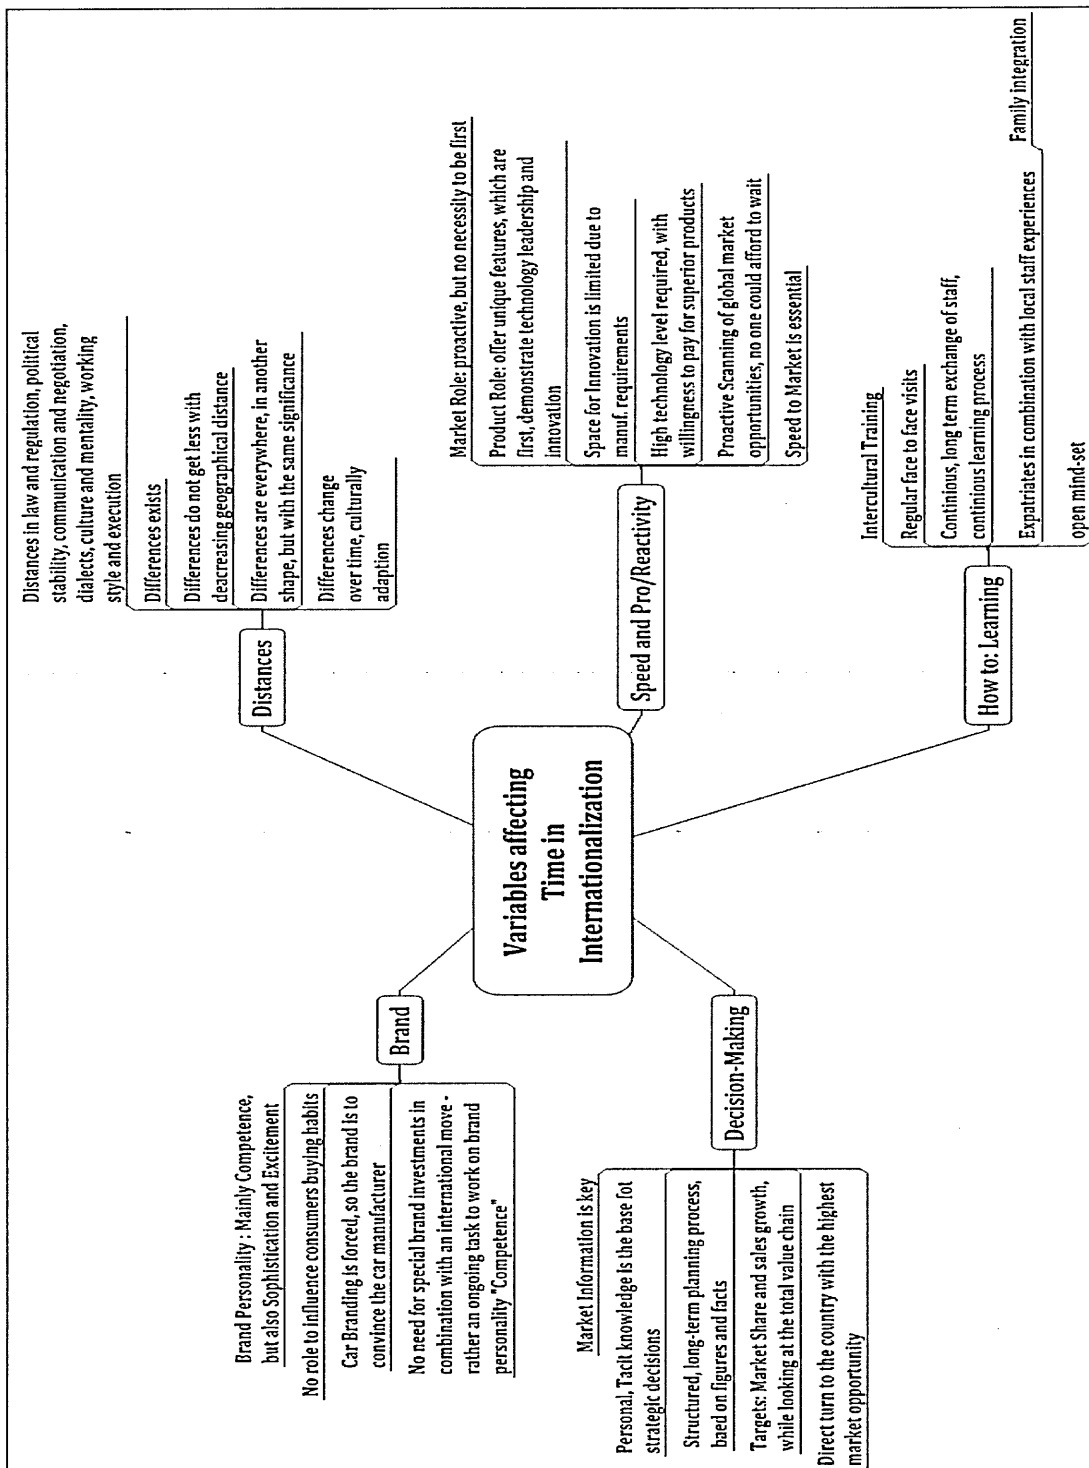 Variables affecting
Time in
Internationalization
Brand
Brand Personality : Mainly Competence,
but also Sophistication and Excitement
No role to influence consumers buying habits
Car Branding is forced, so the brand is to
convince the car manufacturer
No need for special brand investments in
combination with an international move -
rather an ongoing task to work on brand
personality "Competence"
Decision-Making
Market Information is key
Personal, Tacit knowledge is the base fot
strategic decisions
Structured, long-term planning process,
baed on figures and facts
Targets: Market Share and sales growth,
while looking at the total value chain
Direct turn to the country with the highest
market opportunity
Distances
Distances in law and regulation, political
stability, communication and negotiation,
dialects, culture and mentality, working
style and execution
Differences exists
Differences do not get less with
deacreasing geographical distance
Differences are everywhere, in another
shape, but with the same significance
Differences change
over time, culturally
adaption
Speed and Pro/Reactivity
Market Role: proactive, but no necessity to be first
Product Role: offer unique features, which are
first, demonstrate technology leadership and
innovation
Space for Innovation is limited due to
manuf. requirements
High technology level required, with
willingness to pay for superior products
Proactive Scanning of global market
opportunities, no one could afford to wait
Speed to Market is essential
How to: Learning
Intercultural Training
Regular face to face visits
Continious, long term exchange of staff,
continious learning process
Expatriates in combination with local staff experiences
Family integration
open mind-set